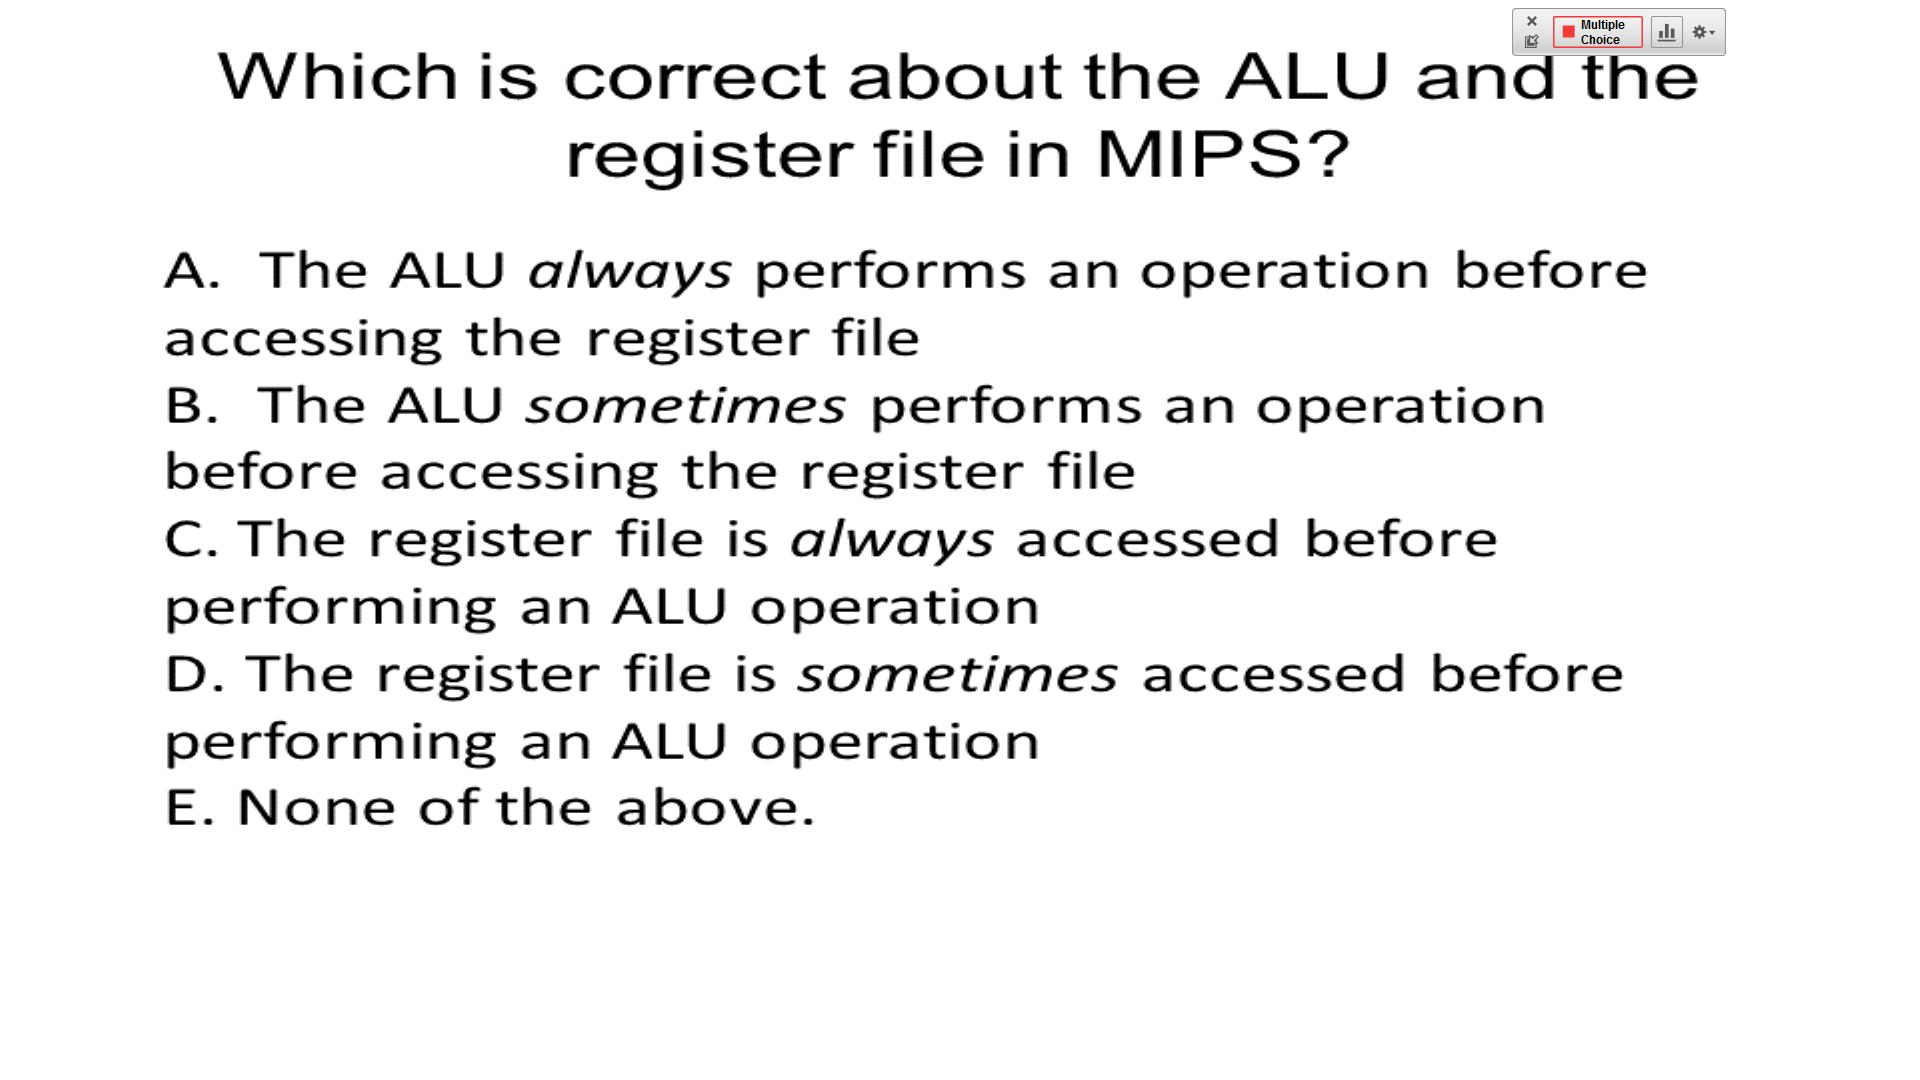 Multiple
Choice
Which is correct about the ALU and the
register file in MIPS?
A. The ALU always performs an operation before
accessing the register file
B. The ALU sometimes performs an operation
before accessing the register file
C. The register file is always accessed before
performing an ALU operation
D. The register file is sometimes accessed before
performing an ALU operation
E. None of the above.